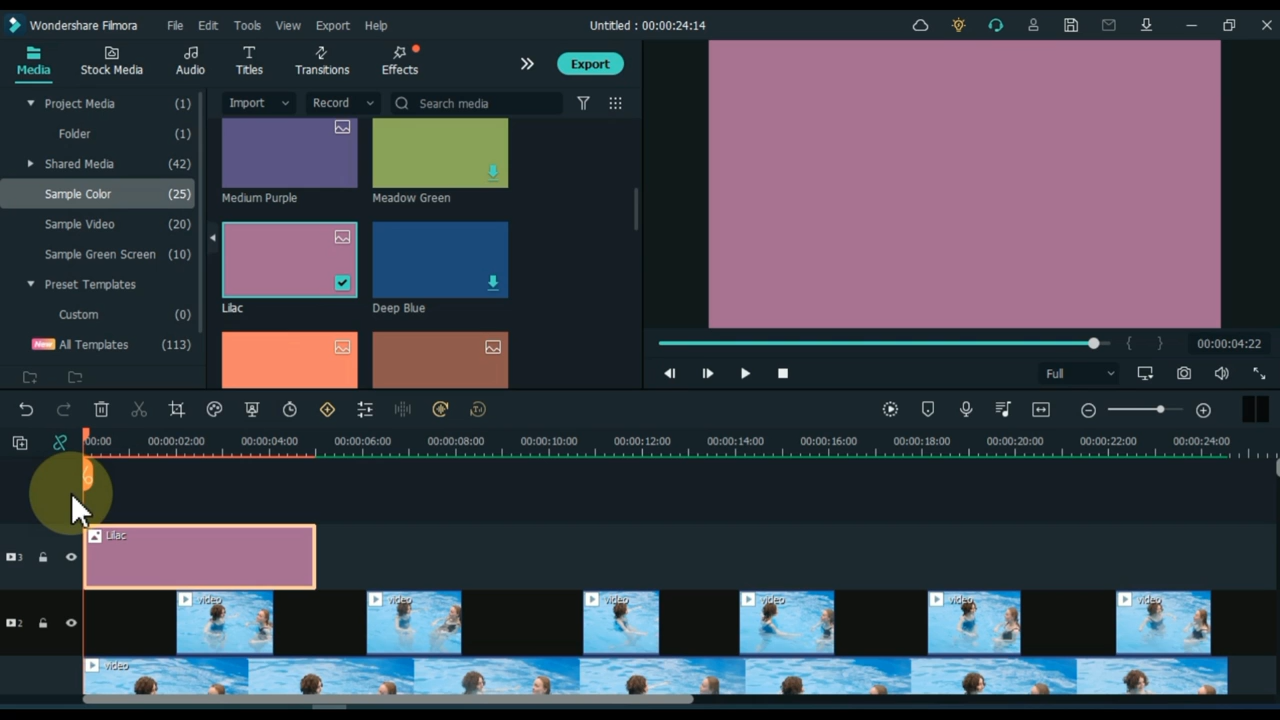 Wondershare Filmora File Edit Tools View Export Help Untitled : 00:00:24:14
Media Stock Media Audio Titles Transitions Effects Export
Project Media (1)
Folder (1)
Shared Media (42)
Sample Color (25)
Sample Video (20)
Sample Green Screen (10)
Preset Templates
Custom (0)
New All Templates (113)
Import Record Search media
Medium Purple Meadow Green
Lilac Deep Blue
{ } 00:00:04:22
Full
00:00 00:00:02:00 00:00:04:00 00:00:06:00 00:00:08:00 00:00:10:00 00:00:12:00 00:00:14:00 00:00:16:00 00:00:18:00 00:00:20:00 00:00:22:00 00:00:24:00
Lilac
3
video video video video video video
2
video